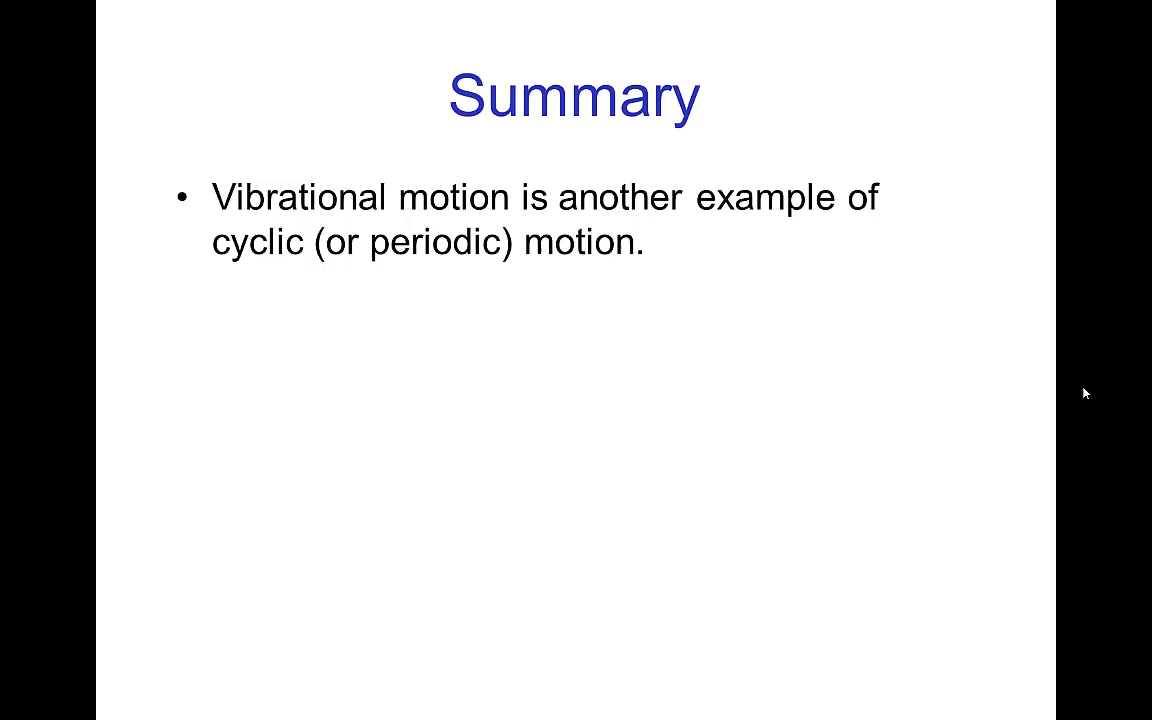 Summary
• Vibrational motion is another example of
cyclic (or periodic) motion.